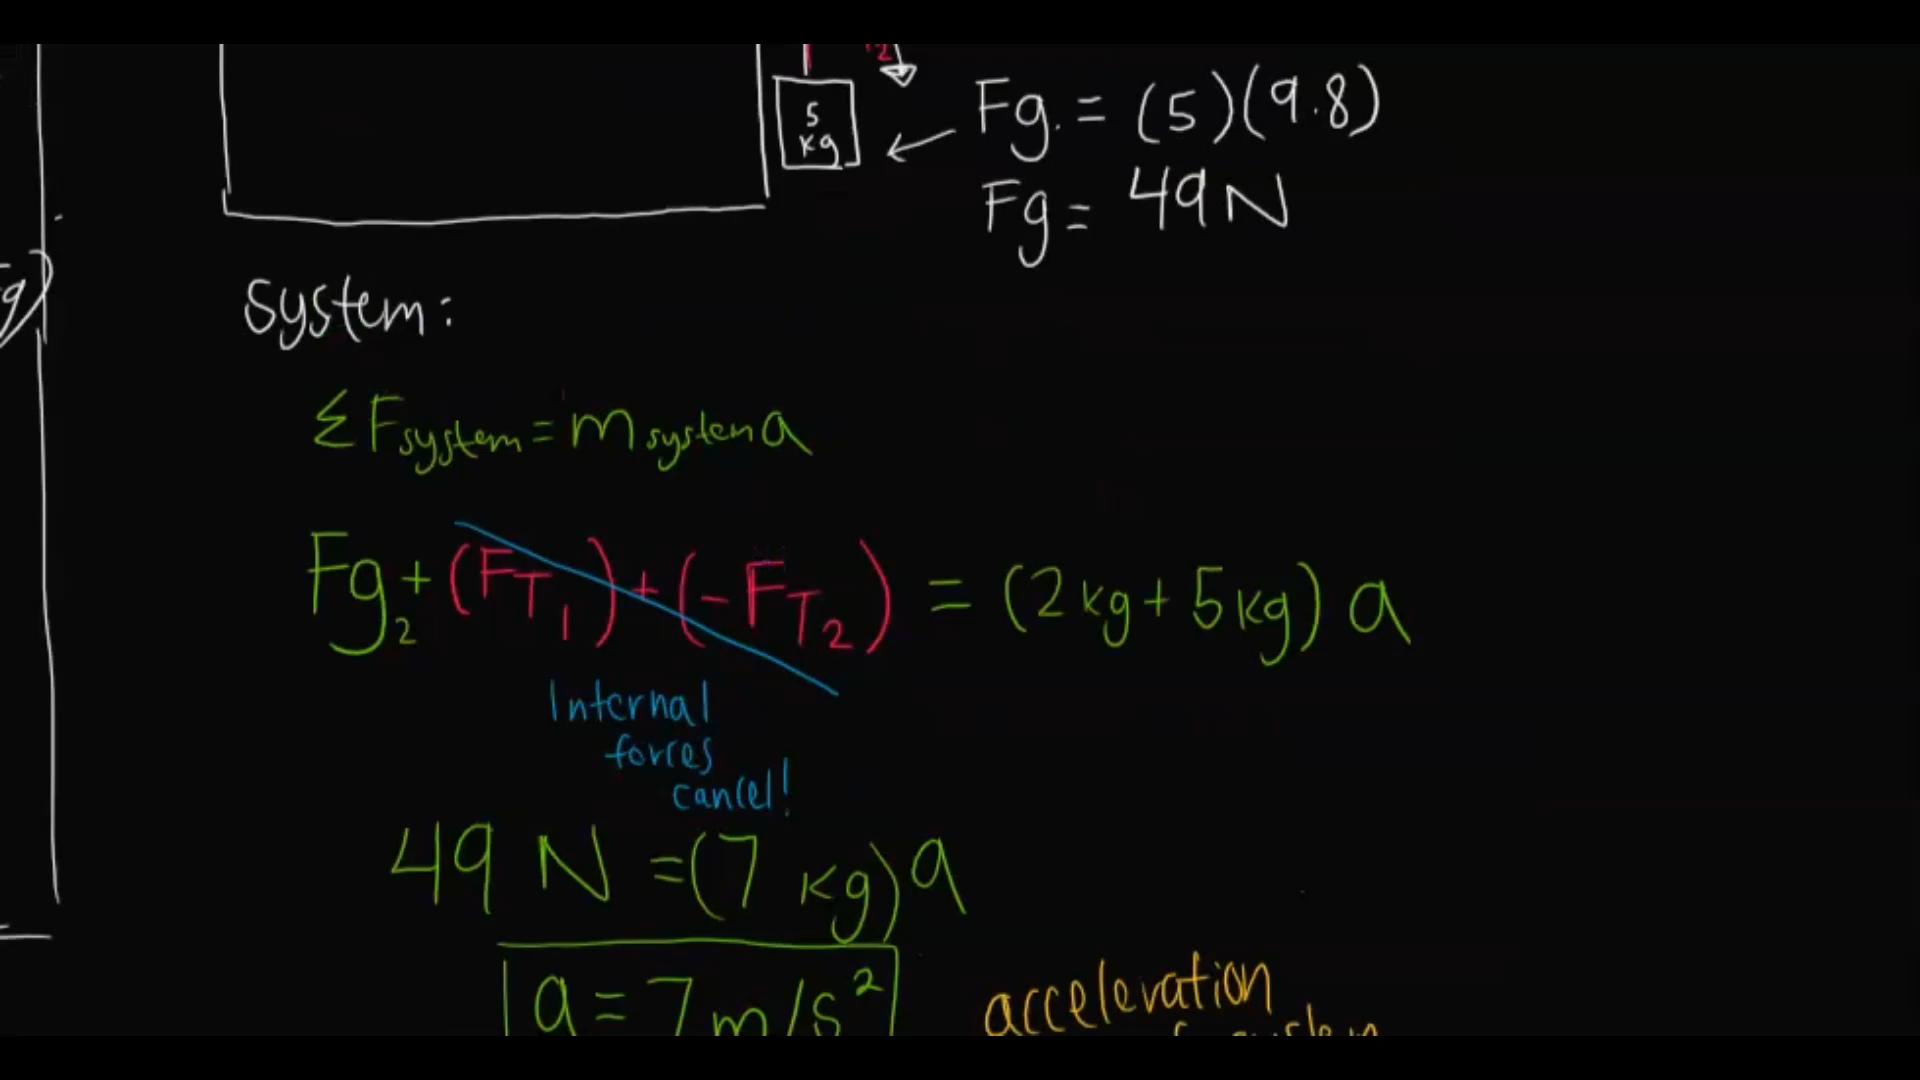 5
kg
Fg = (5)(9.8)
Fg = 49 N
System:
ΣFsystem = msystem a
Fg2 + (FT1) + (-FT2) = (2kg + 5kg) a
Internal
forces
cancel!
49 N = (7 kg) a
a = 7 m/s²
acceleration